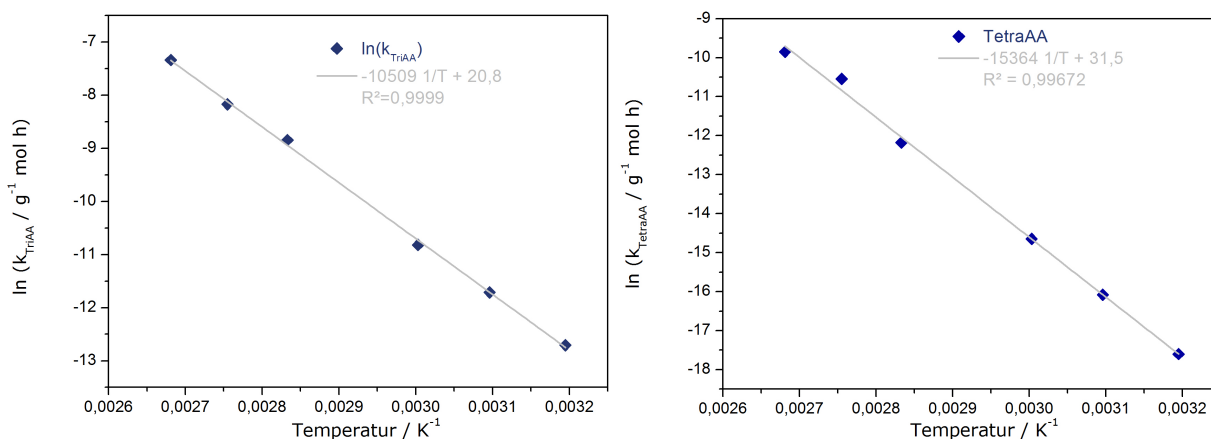 -7
-8
-9
-10
-11
-12
-13
ln (k_TriAA / g⁻¹ mol h)
ln(k_TriAA)
-10509 1/T + 20,8
R²=0,9999
0,0026 0,0027 0,0028 0,0029 0,0030 0,0031 0,0032
Temperatur / K⁻¹
-9
-10
-11
-12
-13
-14
-15
-16
-17
-18
ln (k_TetraAA / g⁻¹ mol h)
TetraAA
-15364 1/T + 31,5
R² = 0,99672
0,0026 0,0027 0,0028 0,0029 0,0030 0,0031 0,0032
Temperatur / K⁻¹